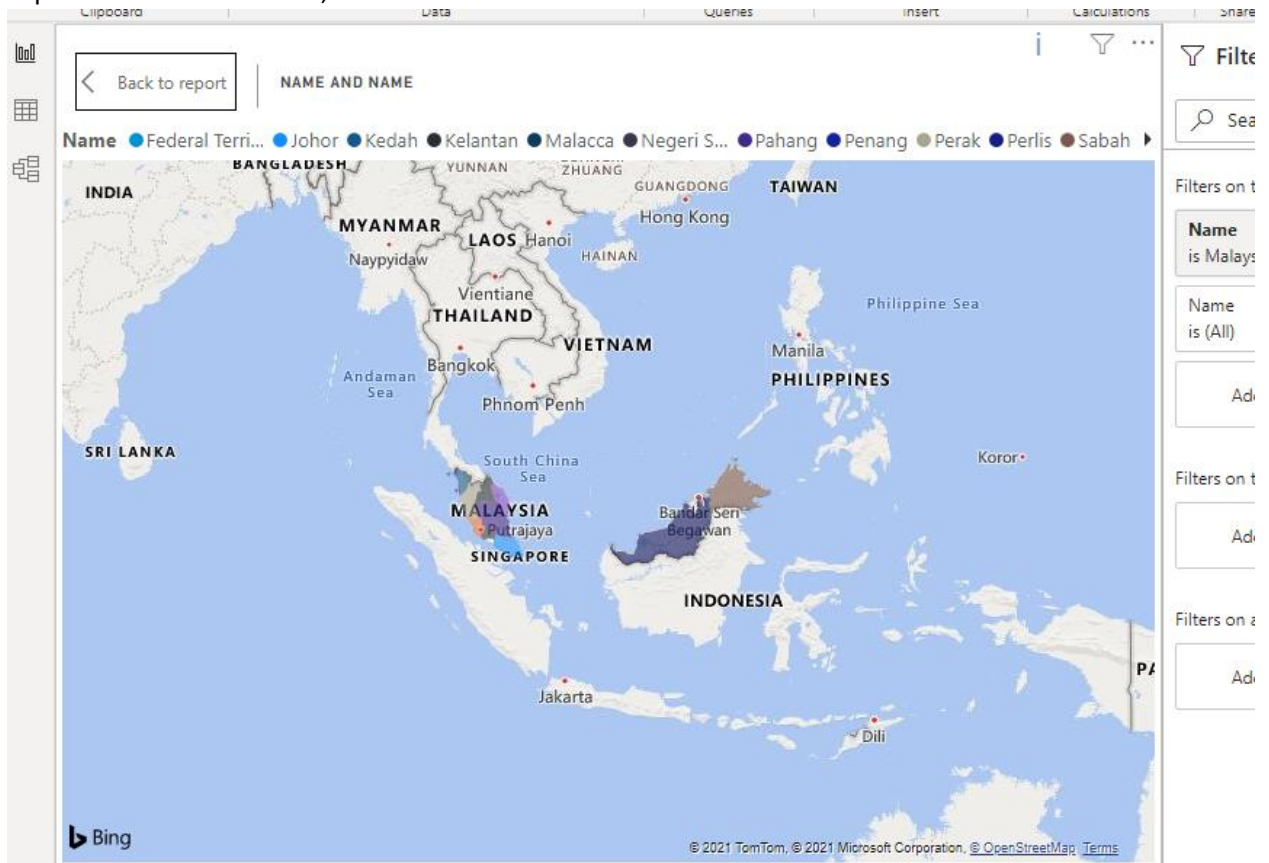 Clipboard Data Queries Insert Calculations Share
Back to report NAME AND NAME
Filte
Sea
Name Federal Terri... Johor Kedah Kelantan Malacca Negeri S... Pahang Penang Perak Perlis Sabah
Filters on t
Name
is Malays
Name
is (All)
Ad
Filters on t
Ad
Filters on a
Ad
BANGLADESH
YUNNAN
ZHUANG
INDIA
GUANGDONG
TAIWAN
Hong Kong
MYANMAR
LAOS
Hanoi
HAINAN
Naypyidaw
Vientiane
THAILAND
Philippine Sea
VIETNAM
Manila
Bangkok
Andaman
Sea
PHILIPPINES
Phnom Penh
SRI LANKA
South China
Sea
Koror
MALAYSIA
Bandar Seri
Begawan
Putrajaya
SINGAPORE
INDONESIA
PA
Jakarta
Dili
Bing
© 2021 TomTom, © 2021 Microsoft Corporation, © OpenStreetMap Terms